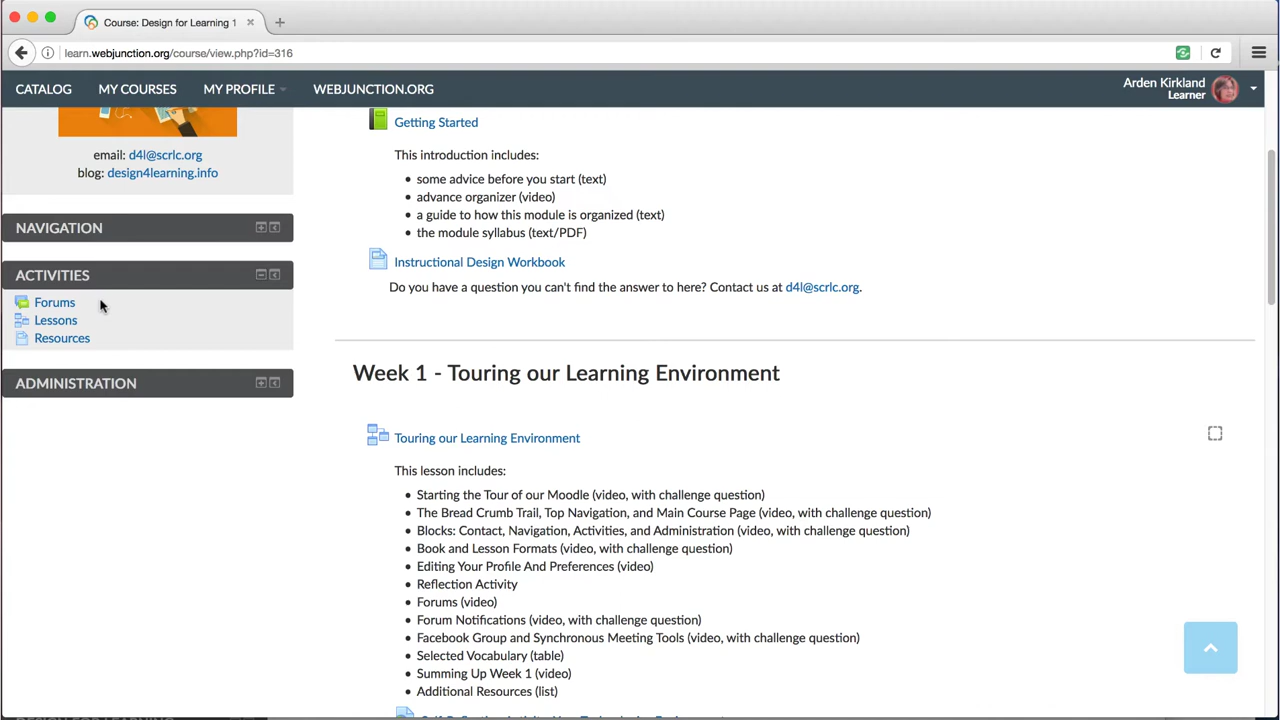 Course: Design for Learning 1
learn.webjunction.org/course/view.php?id=316
CATALOG MY COURSES MY PROFILE WEBJUNCTION.ORG
Arden Kirkland
Learner
email: d4l@scrlc.org
blog: design4learning.info
NAVIGATION
ACTIVITIES
Forums
Lessons
Resources
ADMINISTRATION
Getting Started
This introduction includes:
some advice before you start (text)
advance organizer (video)
a guide to how this module is organized (text)
the module syllabus (text/PDF)
Instructional Design Workbook
Do you have a question you can't find the answer to here? Contact us at d4l@scrlc.org.
Week 1 - Touring our Learning Environment
Touring our Learning Environment
This lesson includes:
Starting the Tour of our Moodle (video, with challenge question)
The Bread Crumb Trail, Top Navigation, and Main Course Page (video, with challenge question)
Blocks: Contact, Navigation, Activities, and Administration (video, with challenge question)
Book and Lesson Formats (video, with challenge question)
Editing Your Profile And Preferences (video)
Reflection Activity
Forums (video)
Forum Notifications (video, with challenge question)
Facebook Group and Synchronous Meeting Tools (video, with challenge question)
Selected Vocabulary (table)
Summing Up Week 1 (video)
Additional Resources (list)